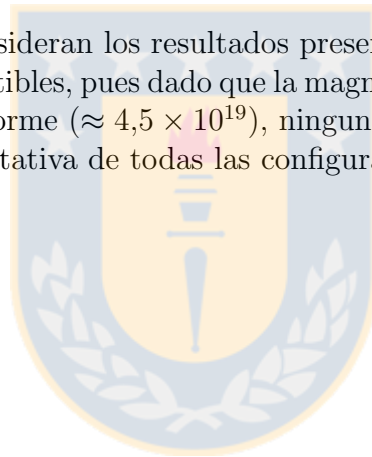 sideran los resultados presen
tibles, pues dado que la magn
orme (≈ 4,5 × 10¹⁹), ningun
tativa de todas las configura